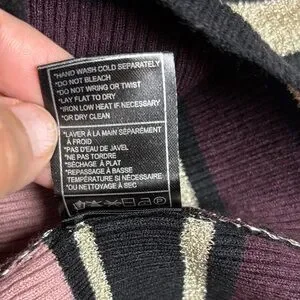 *HAND WASH COLD SEPARATELY
*DO NOT BLEACH
*DO NOT WRING OR TWIST
*LAY FLAT TO DRY
*IRON LOW HEAT IF NECESSARY
*OR DRY CLEAN
*LAVER À LA MAIN SÉPARÉMENT
À FROID
*PAS D'EAU DE JAVEL
*NE PAS TORDRE
*SÉCHAGE À PLAT
*REPASSAGE À BASSE
TEMPÉRATURE SI NÉCESSAIRE
*OU NETTOYAGE À SEC